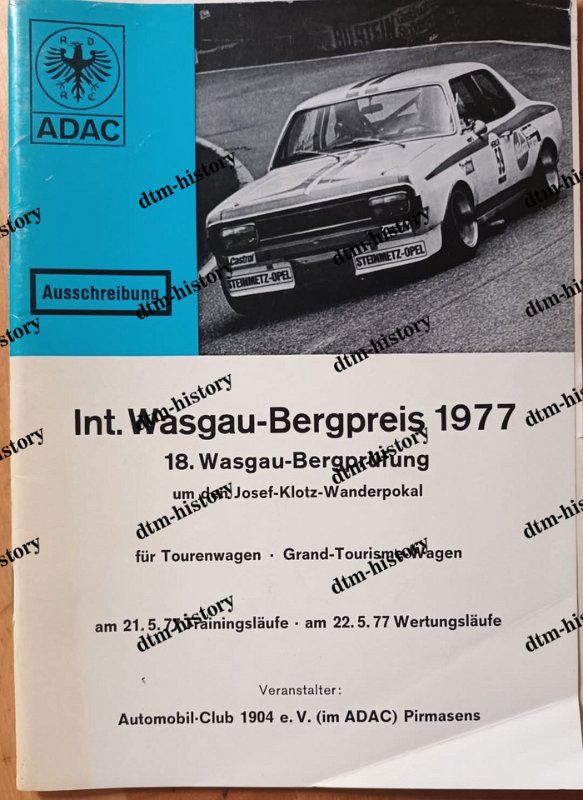 A D
A C
ADAC
BILSTEIN
Castrol
STEINMETZ-OPEL
STEINMETZ-OPEL
Ausschreibung
Int. Wasgau-Bergpreis 1977
18. Wasgau-Bergprüfung
um den Josef-Klotz-Wanderpokal
für Tourenwagen · Grand-Tourisme-Wagen
am 21.5.77 Trainingsläufe · am 22.5.77 Wertungsläufe
Veranstalter:
Automobil-Club 1904 e.V. (im ADAC) Pirmasens
dtm-history